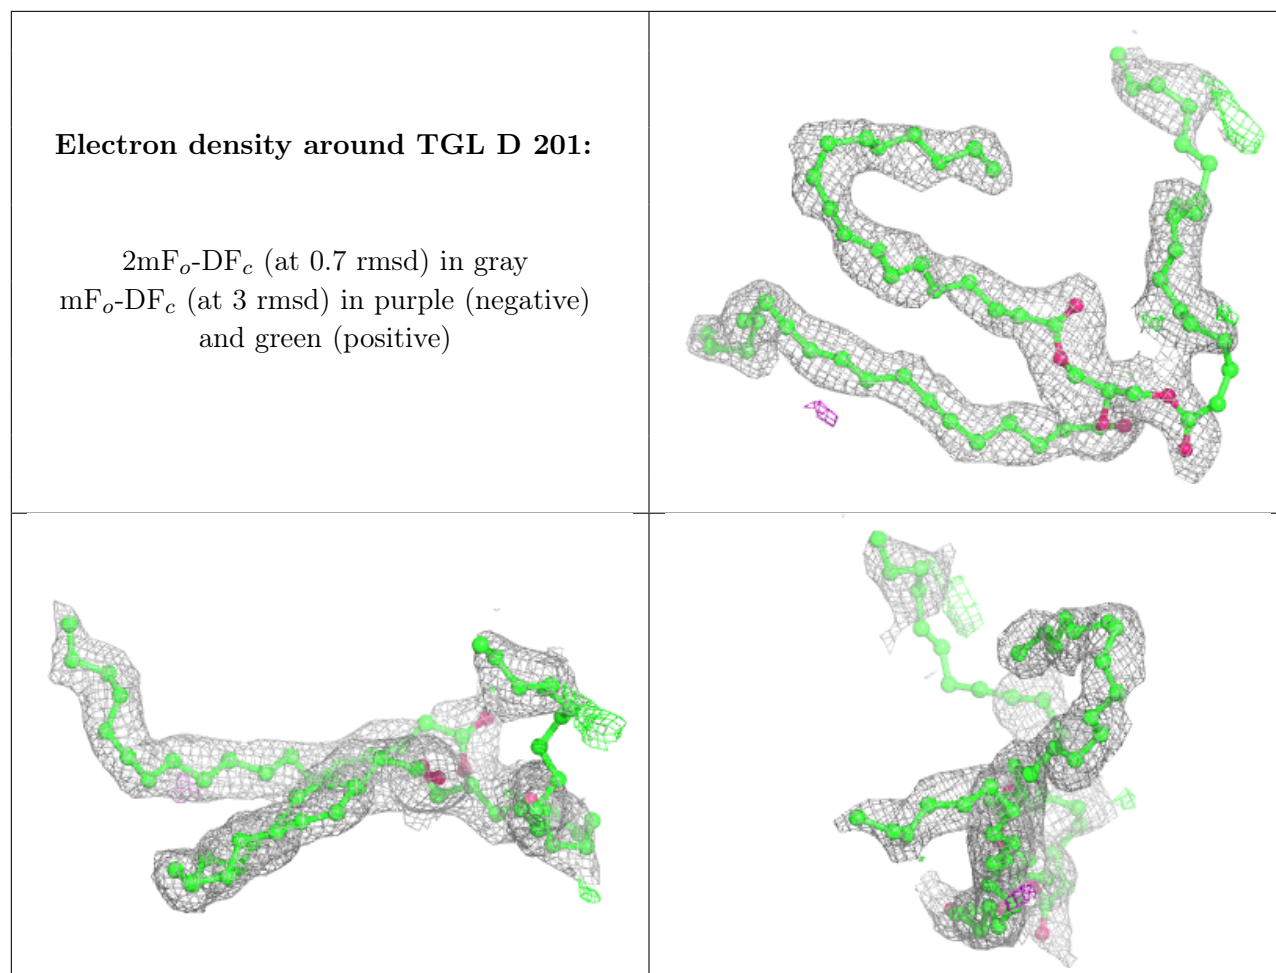 Electron density around TGL D 201:
2mFo-DFc (at 0.7 rmsd) in gray
mFo-DFc (at 3 rmsd) in purple (negative)
and green (positive)